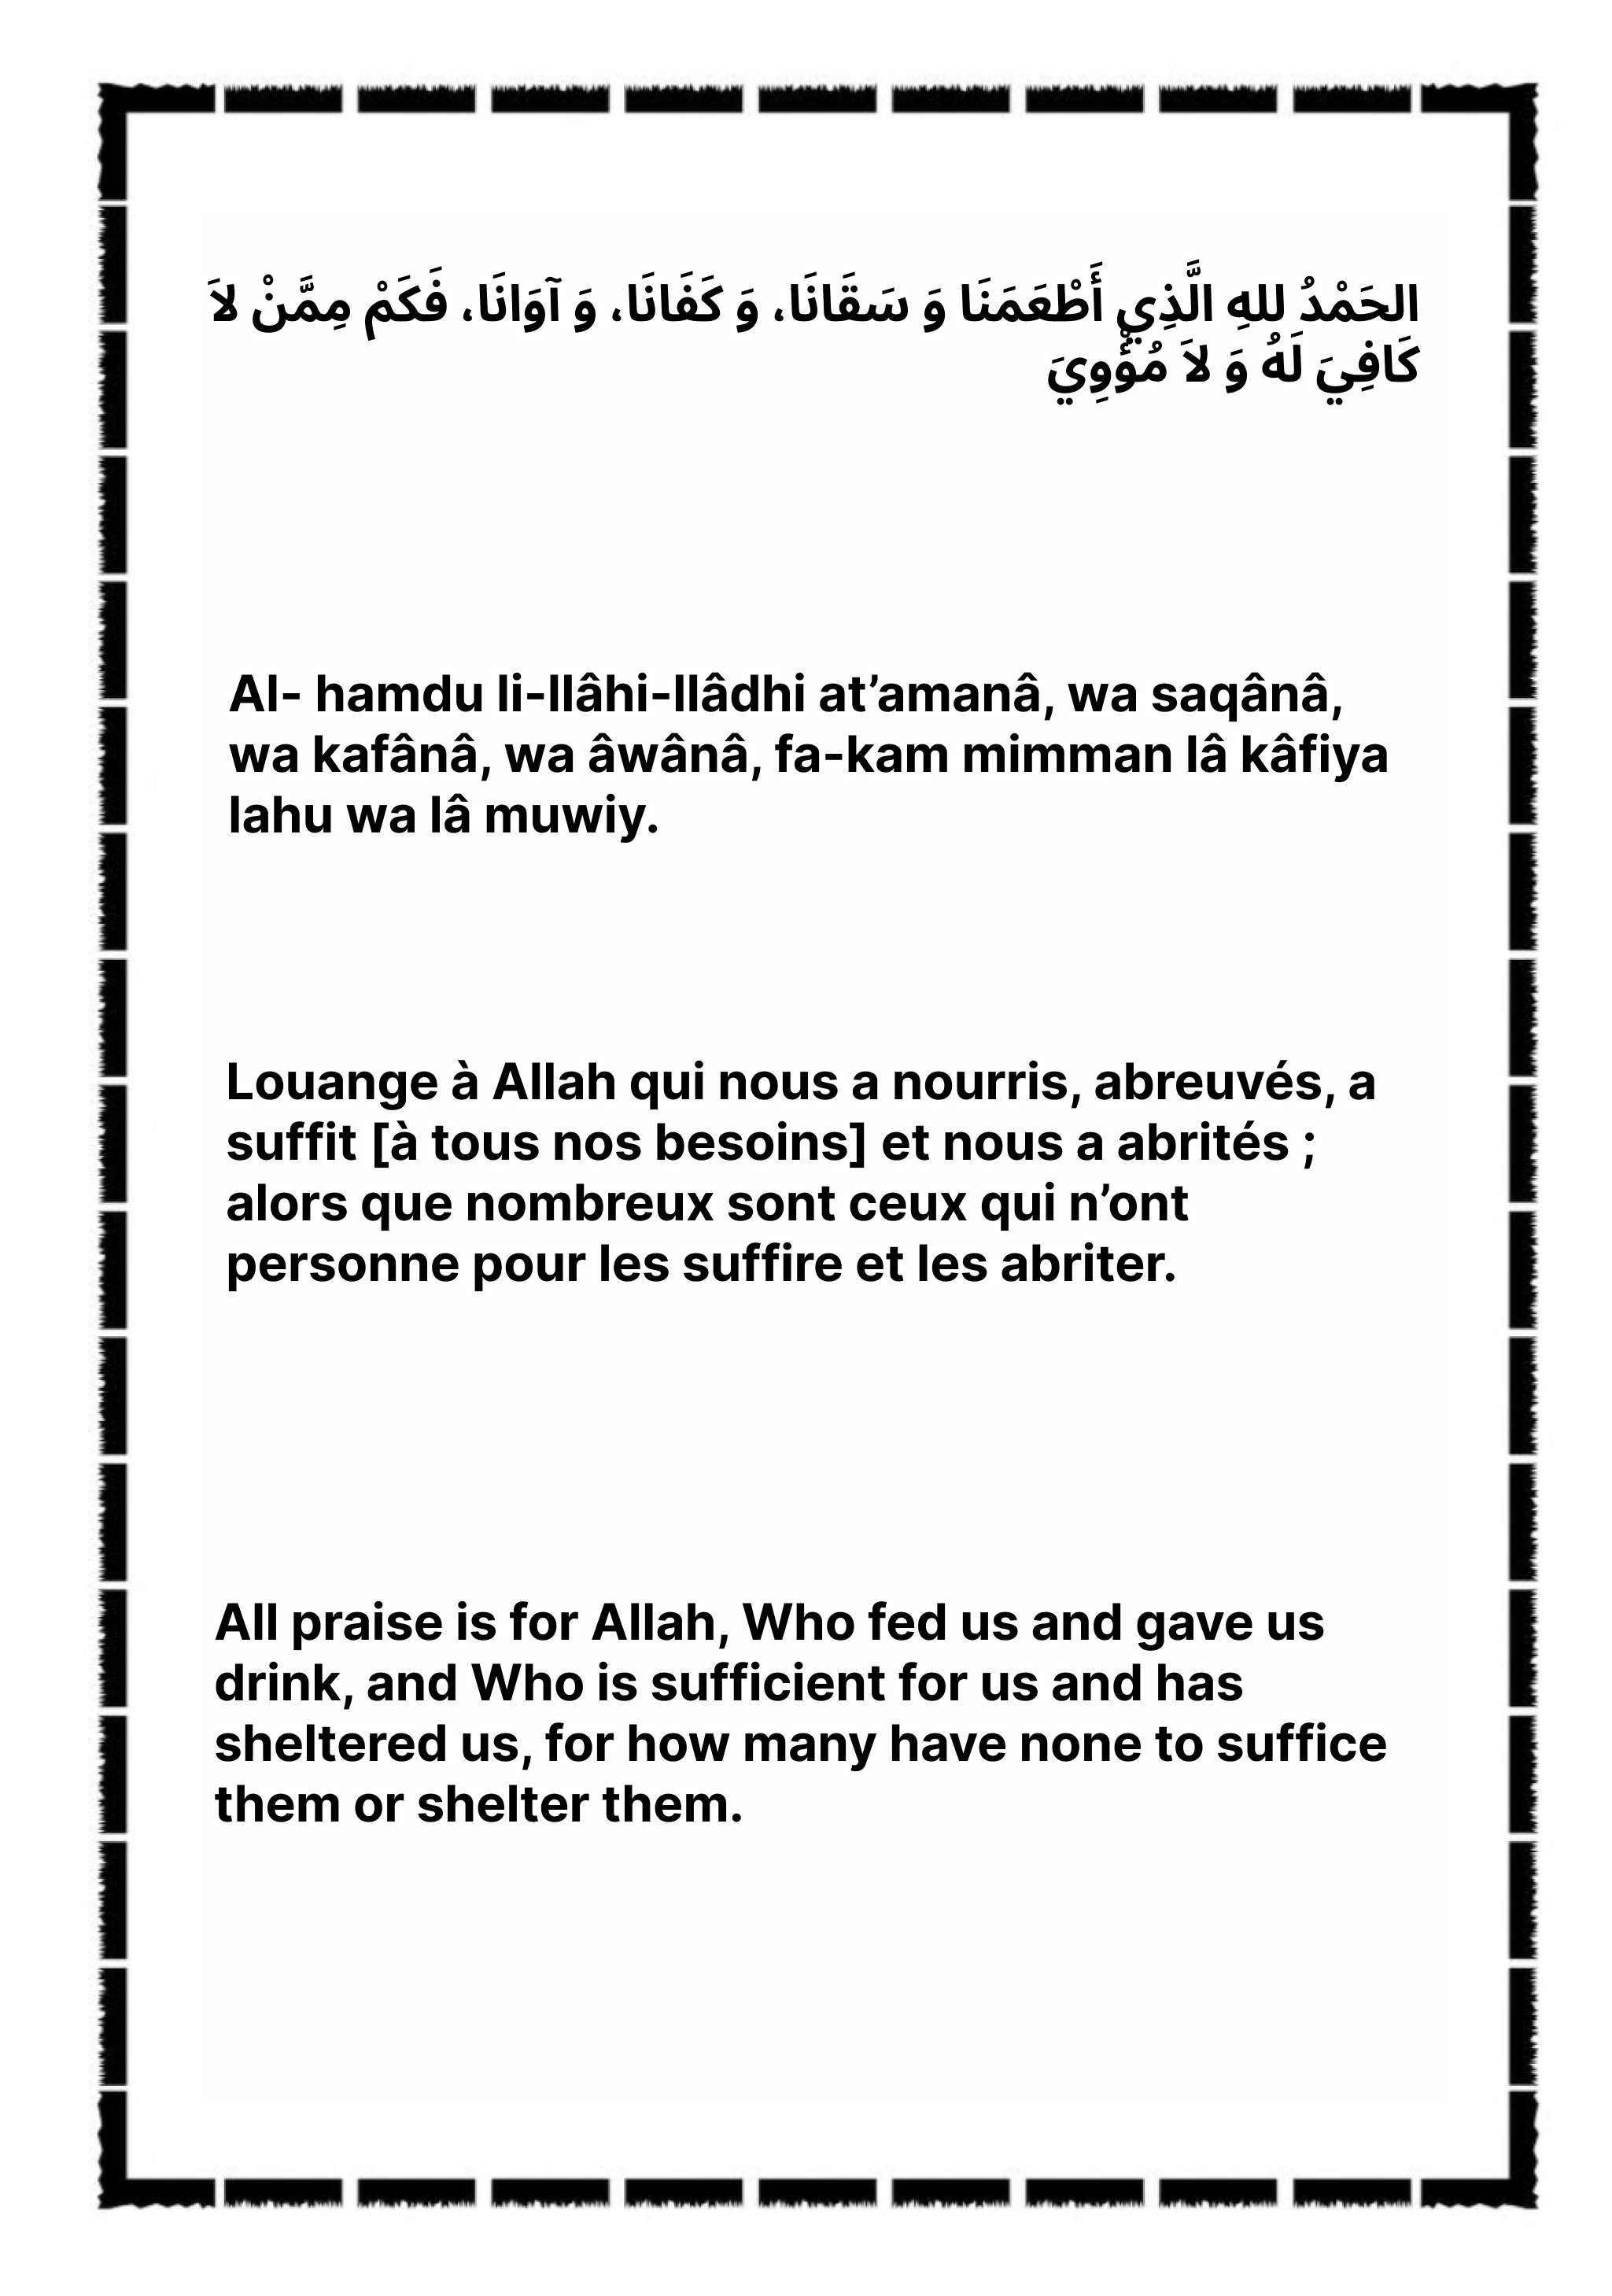 الحَمْدُ للهِ الَّذِي أَطْعَمَنَا وَ سَقَانَا، وَ كَفَانَا، وَ آوَانَا، فَكَمْ مِمَّنْ لاَ
كَافِيَ لَهُ وَ لاَ مُؤْوِيَ
Al- hamdu li-llâhi-llâdhi at’amanâ, wa saqânâ,
wa kafânâ, wa âwânâ, fa-kam mimman lâ kâfiya
lahu wa lâ muwiy.
Louange à Allah qui nous a nourris, abreuvés, a
suffit [à tous nos besoins] et nous a abrités ;
alors que nombreux sont ceux qui n’ont
personne pour les suffire et les abriter.
All praise is for Allah, Who fed us and gave us
drink, and Who is sufficient for us and has
sheltered us, for how many have none to suffice
them or shelter them.